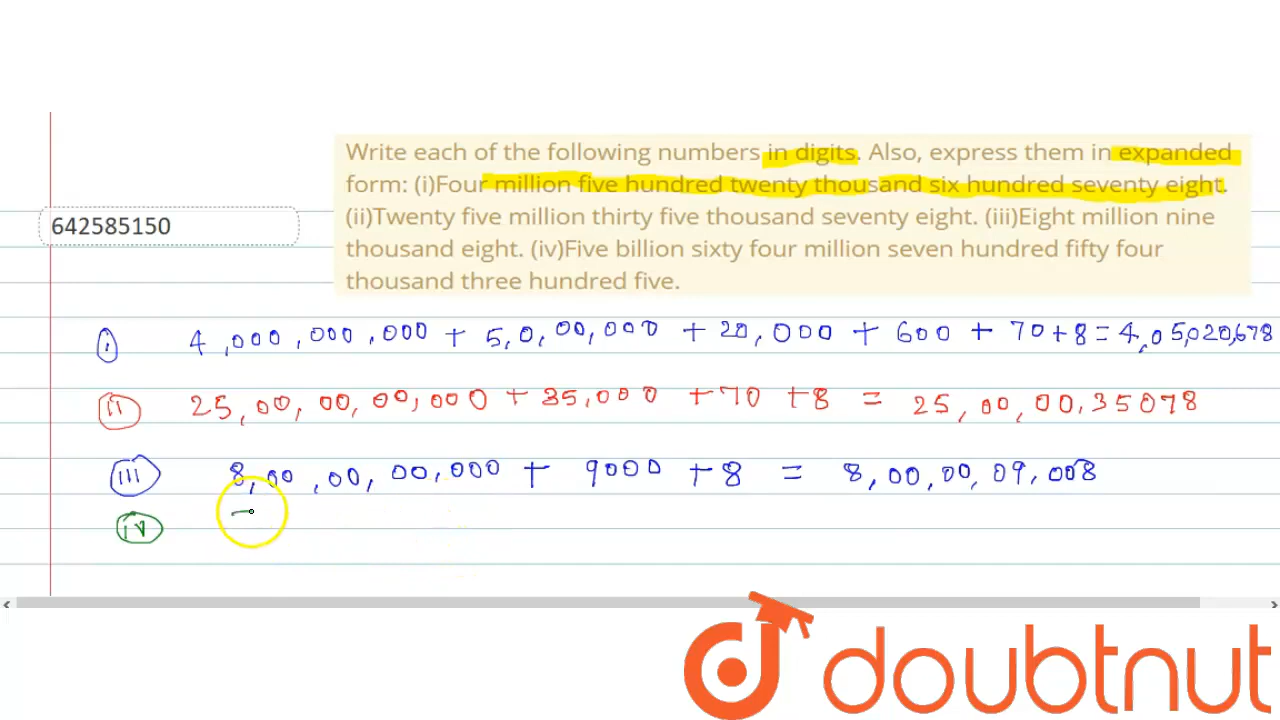 Write each of the following numbers in digits. Also, express them in expanded
form: (i)Four million five hundred twenty thousand six hundred seventy eight.
(ii)Twenty five million thirty five thousand seventy eight. (iii)Eight million nine
thousand eight. (iv)Five billion sixty four million seven hundred fifty four
thousand three hundred five.
642585150
i) 4,000,000,000 + 5,0,00,000 + 20,000 + 600 + 70+8 = 4,05,020,678
ii 25,00,00,00,000 + 35,000 +70 +8 = 25,00,00,35078
iii 8,00,00,00,000 + 9000 +8 = 8,00,00,09,008
iv
doubtnut